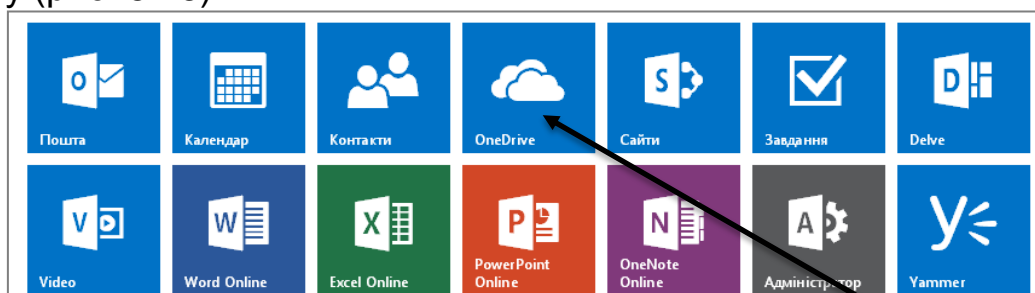 Пошта Календар Контакти OneDrive Сайти Завдання Delve
Video Word Online Excel Online PowerPoint Online OneNote Online Адміністратор Yammer